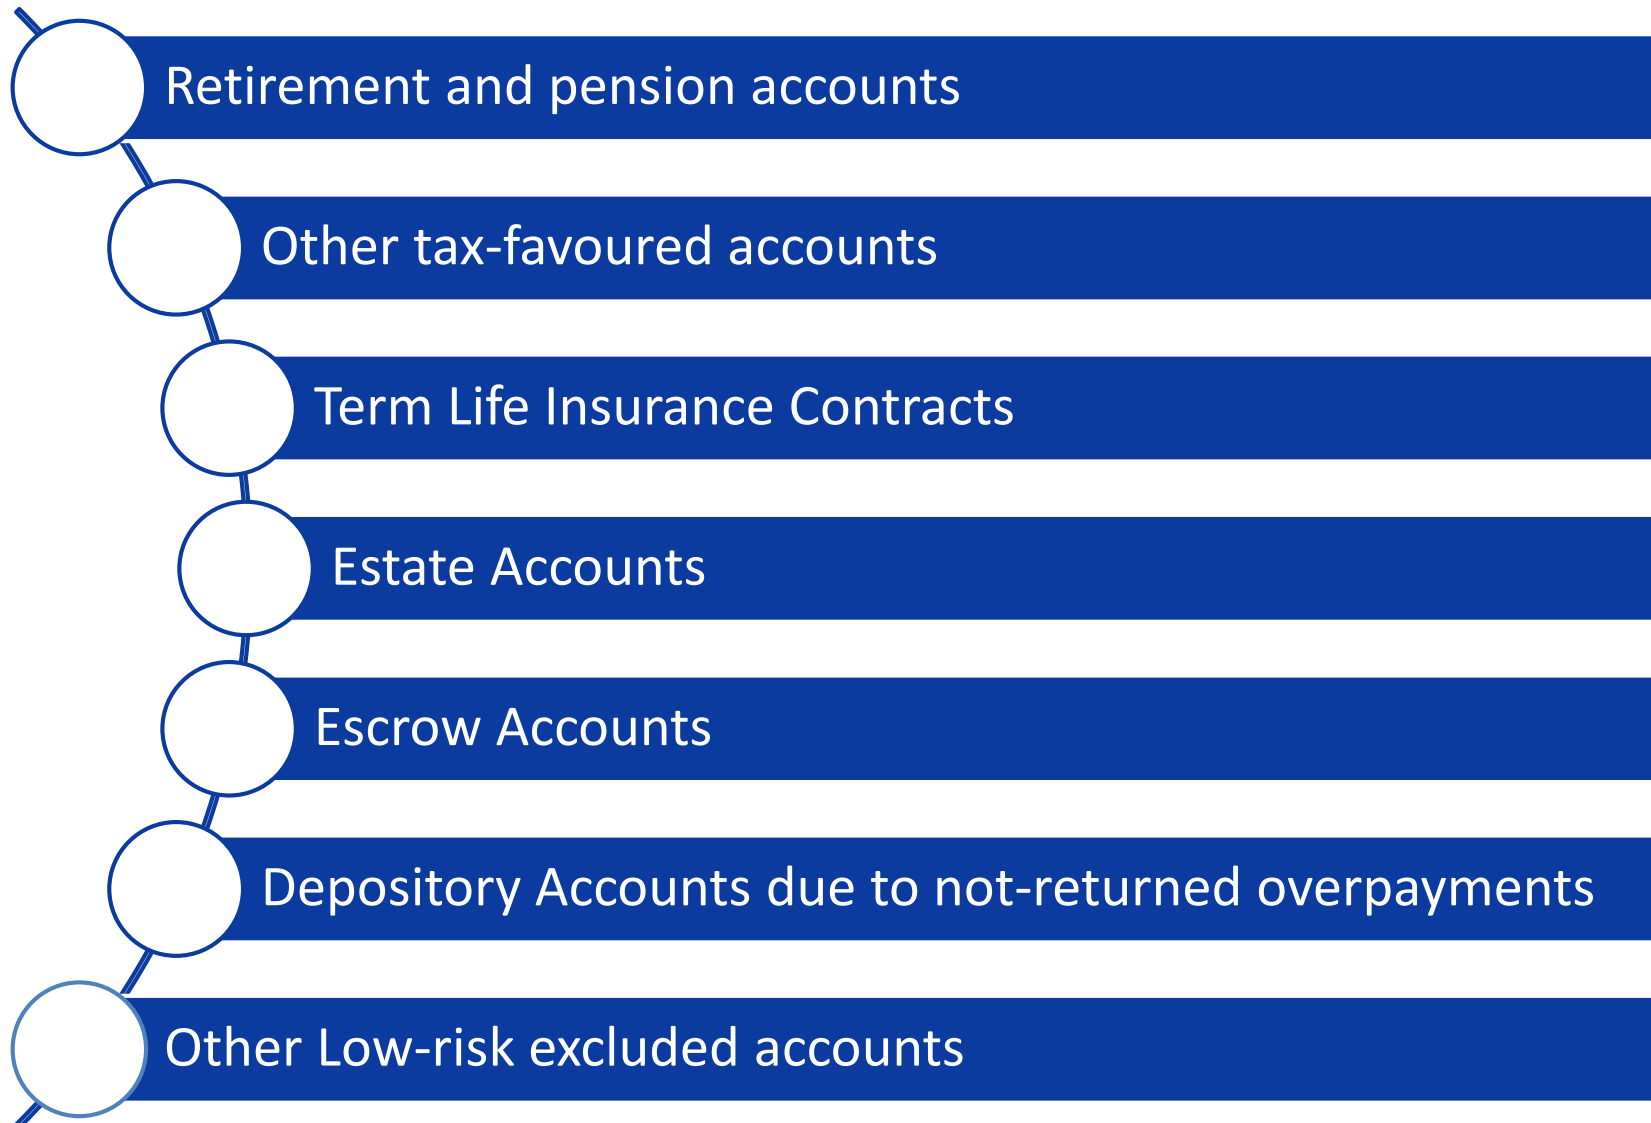 Retirement and pension accounts
Other tax-favoured accounts
Term Life Insurance Contracts
Estate Accounts
Escrow Accounts
Depository Accounts due to not-returned overpayments
Other Low-risk excluded accounts